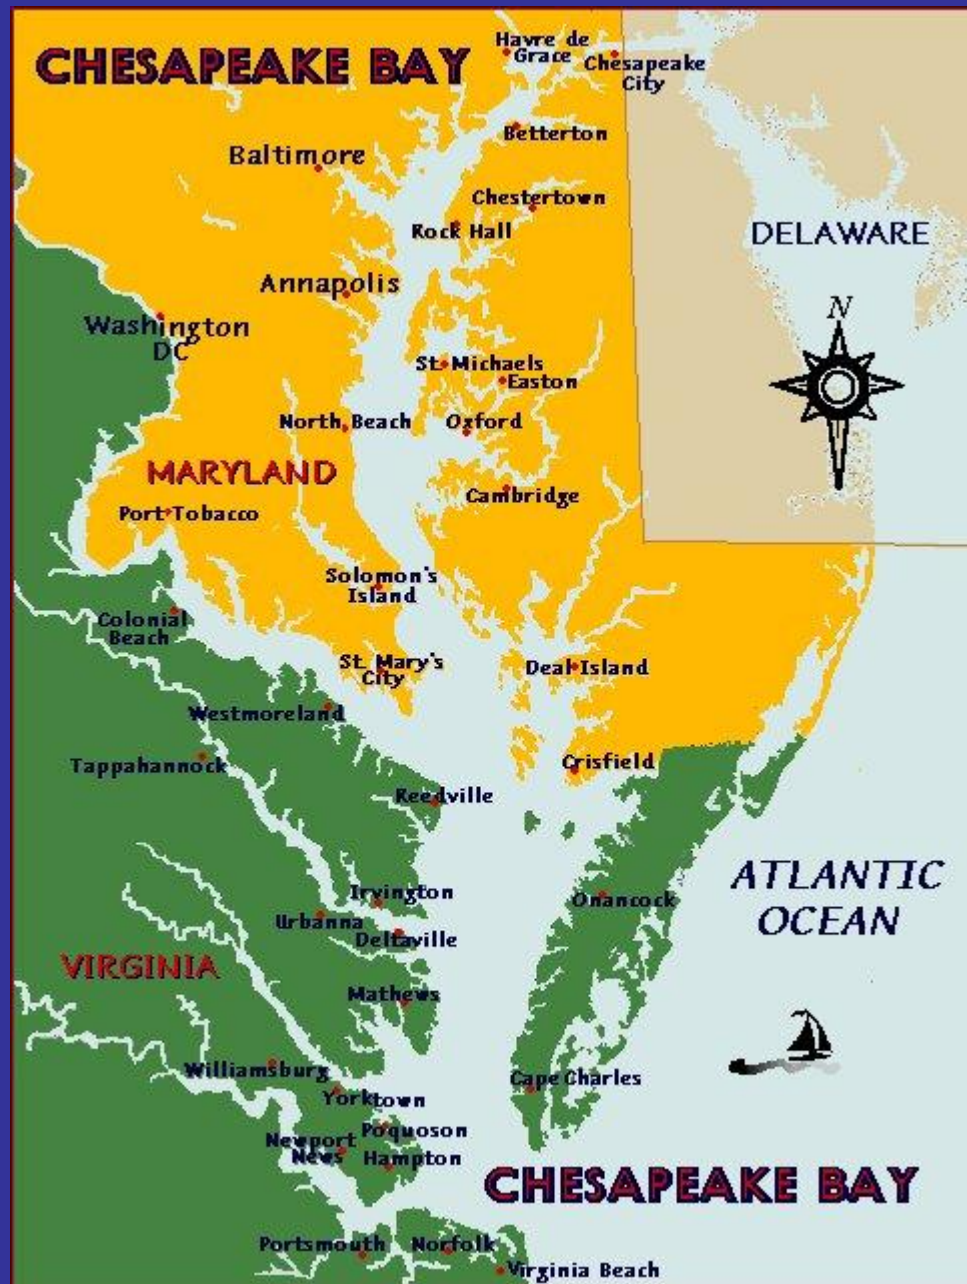 CHESAPEAKE BAY
Havre de
Grace
Chesapeake
City
Betterton
Baltimore
Chestertown
Rock Hall
DELAWARE
Annapolis
N
Washington
DC
St. Michaels
Easton
North Beach
Oxford
MARYLAND
Cambridge
Port Tobacco
Solomon's
Island
Colonial
Beach
St. Mary's
City
Deal Island
Westmoreland
Tappahannock
Crisfield
Reedville
ATLANTIC
OCEAN
Irvington
Onancock
Urbanna
Deltaville
VIRGINIA
Mathews
Williamsburg
Cape Charles
Yorktown
Poquoson
Newport
News
Hampton
CHESAPEAKE BAY
Portsmouth
Norfolk
Virginia Beach